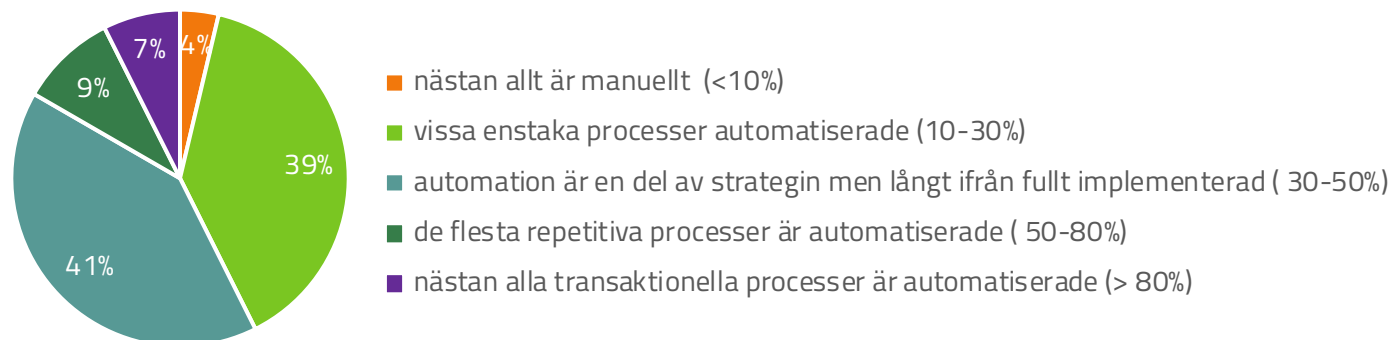 7%
4%
9%
39%
41%
nästan allt är manuellt (<10%)
vissa enstaka processer automatiserade (10-30%)
automation är en del av strategin men långt ifrån fullt implementerad ( 30-50%)
de flesta repetitiva processer är automatiserade ( 50-80%)
nästan alla transaktionella processer är automatiserade (> 80%)